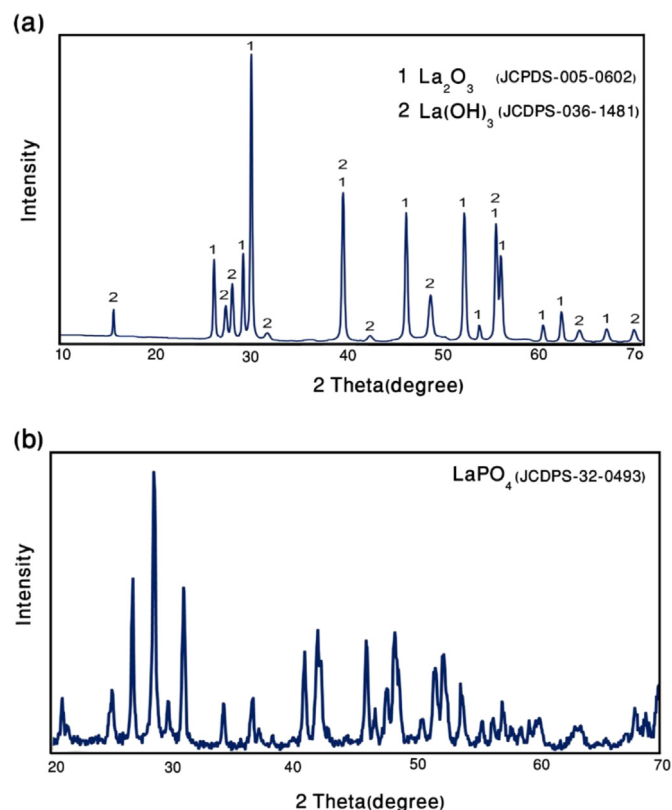 (a)
1
1 La₂O₃ (JCPDS-005-0602)
2 La(OH)₃ (JCDPS-036-1481)
2
1
1
1
1
2
1
2
2
1
1
2
2
1
2
2
1
2
1
1
2
1
2
Intensity
10 20 30 40 50 60 7o
2 Theta(degree)
(b)
LaPO₄ (JCDPS-32-0493)
Intensity
20 30 40 50 60 70
2 Theta(degree)